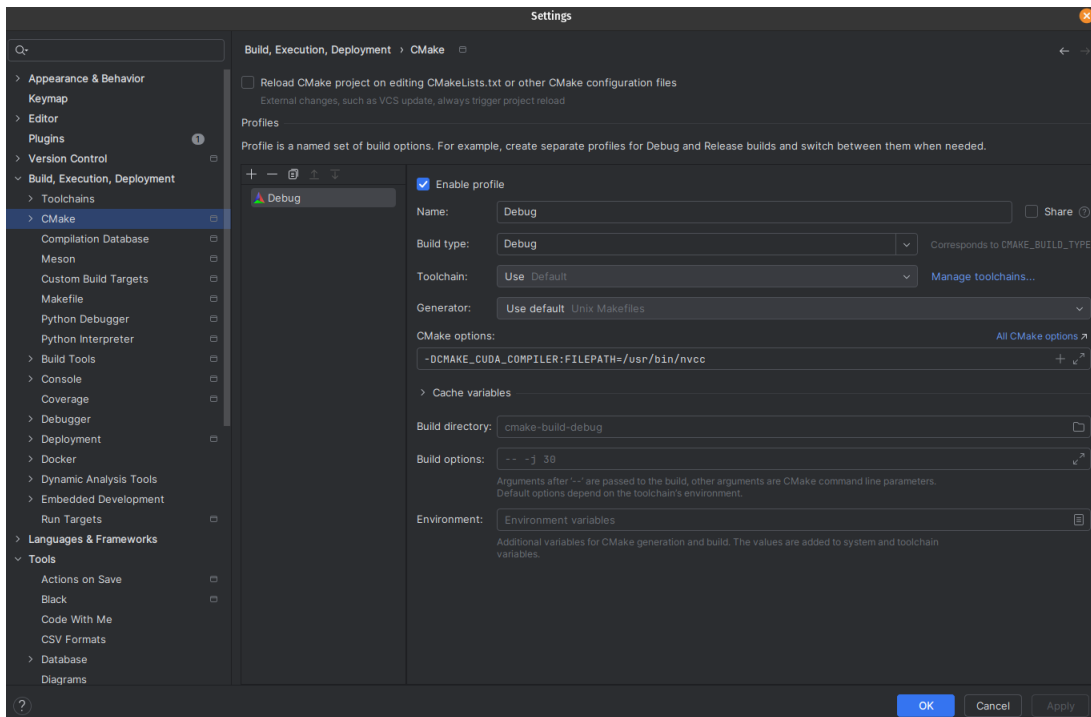 Settings
Build, Execution, Deployment › CMake
Appearance & Behavior
Keymap
Editor
Plugins 1
Version Control
Build, Execution, Deployment
Toolchains
CMake
Compilation Database
Meson
Custom Build Targets
Makefile
Python Debugger
Python Interpreter
Build Tools
Console
Coverage
Debugger
Deployment
Docker
Dynamic Analysis Tools
Embedded Development
Run Targets
Languages & Frameworks
Tools
Actions on Save
Black
Code With Me
CSV Formats
Database
Diagrams
Reload CMake project on editing CMakeLists.txt or other CMake configuration files
External changes, such as VCS update, always trigger project reload
Profiles
Profile is a named set of build options. For example, create separate profiles for Debug and Release builds and switch between them when needed.
Debug
Enable profile
Name: Debug Share ?
Build type: Debug Corresponds to CMAKE_BUILD_TYPE
Toolchain: Use Default Manage toolchains...
Generator: Use default Unix Makefiles
CMake options: All CMake options ↗
-DCMAKE_CUDA_COMPILER:FILEPATH=/usr/bin/nvcc
Cache variables
Build directory: cmake-build-debug
Build options: -- -j 30
Arguments after '--' are passed to the build, other arguments are CMake command line parameters.
Default options depend on the toolchain's environment.
Environment: Environment variables
Additional variables for CMake generation and build. The values are added to system and toolchain
variables.
? OK Cancel Apply